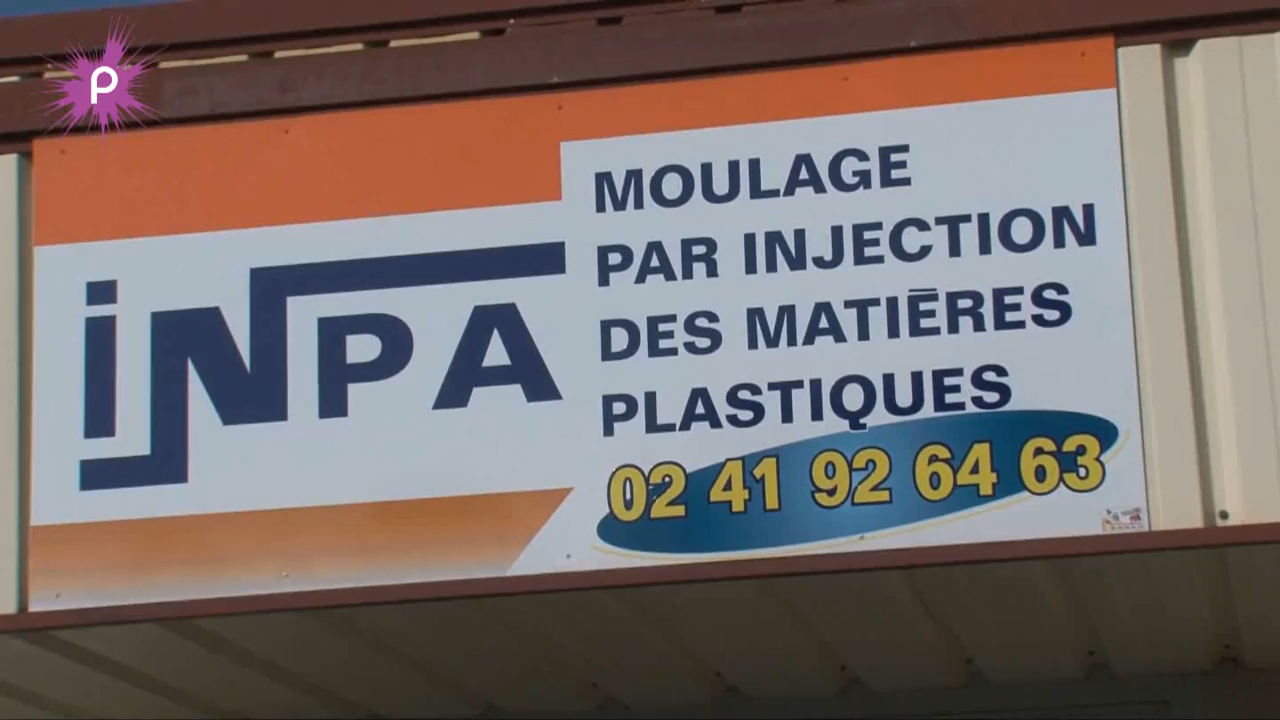 P
iNPA
MOULAGE
PAR INJECTION
DES MATIÈRES
PLASTIQUES
02 41 92 64 63